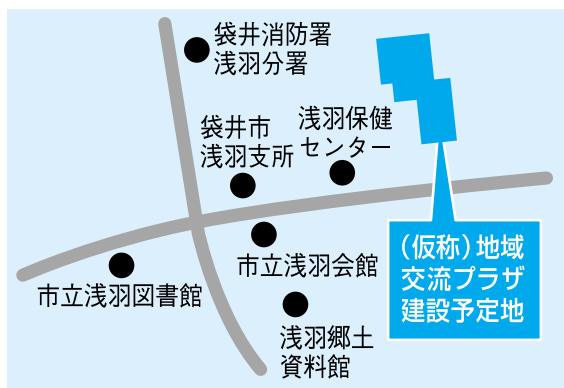 袋井消防署
浅羽分署
袋井市
浅羽支所
浅羽保健
センター
(仮称)地域
交流プラザ
建設予定地
市立浅羽会館
市立浅羽図書館
浅羽郷土
資料館